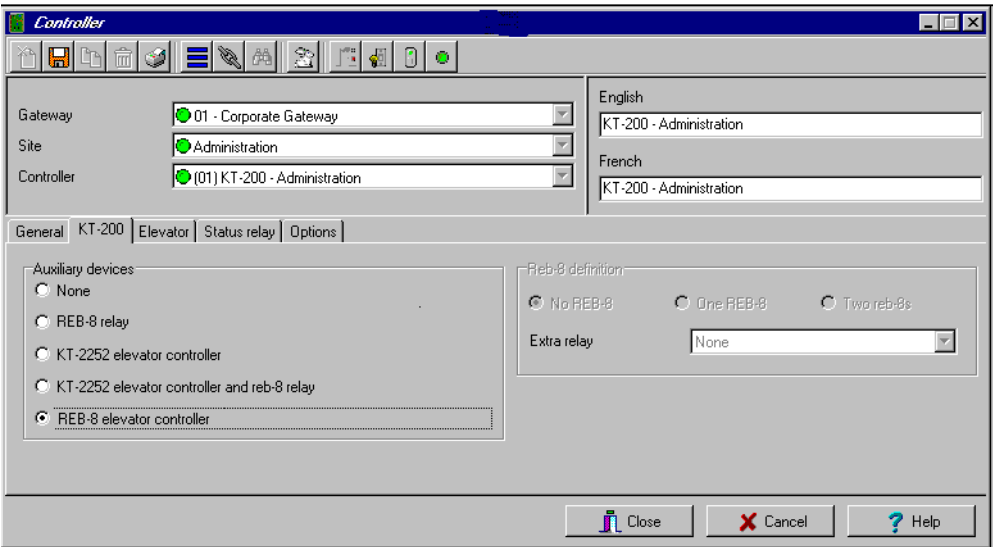 Controller
Gateway
01 - Corporate Gateway
Site
Administration
Controller
(01) KT-200 - Administration
English
KT-200 - Administration
French
KT-200 - Administration
General KT-200 Elevator Status relay Options
Auxiliary devices
None
REB-8 relay
KT-2252 elevator controller
KT-2252 elevator controller and reb-8 relay
REB-8 elevator controller
Reb-8 definition
No REB-8 One REB-8 Two reb-8s
Extra relay None
Close Cancel Help